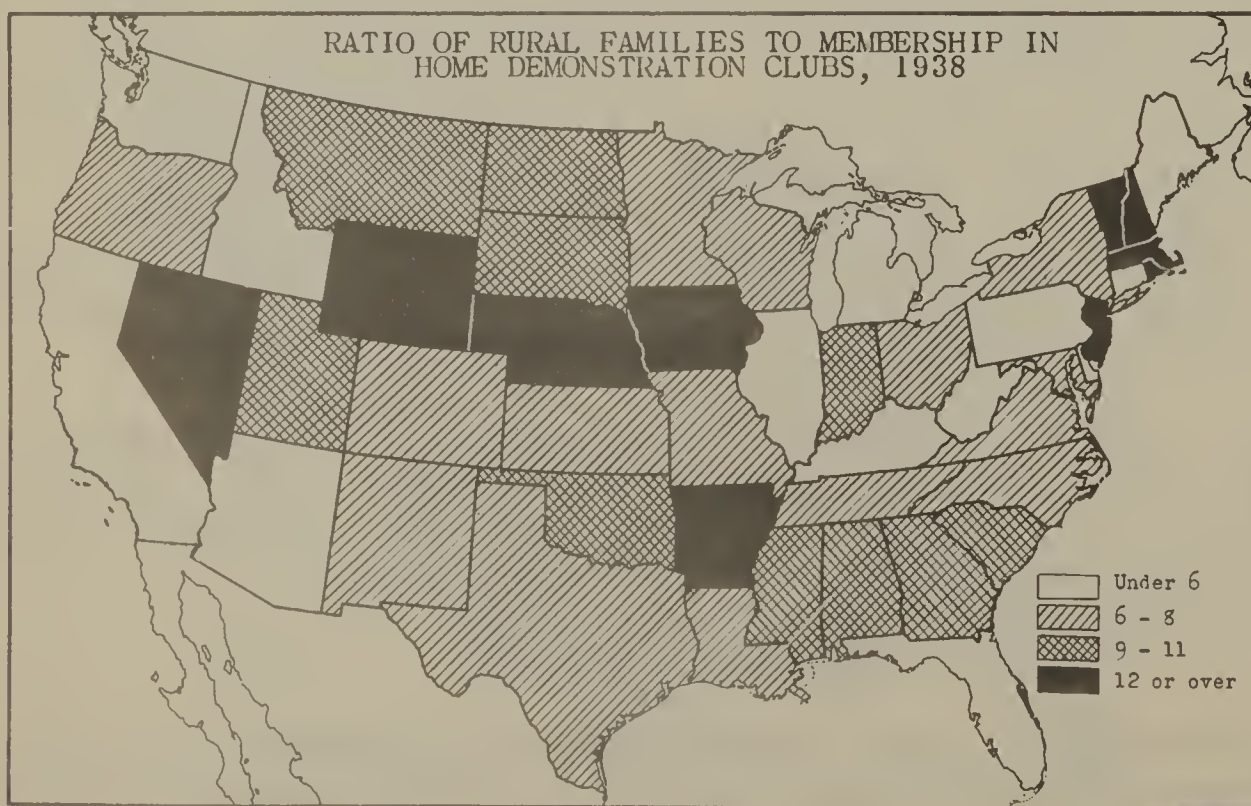 RATIO OF RURAL FAMILIES TO MEMBERSHIP IN
HOME DEMONSTRATION CLUBS, 1938
Under 6
6 - 8
9 - 11
12 or over